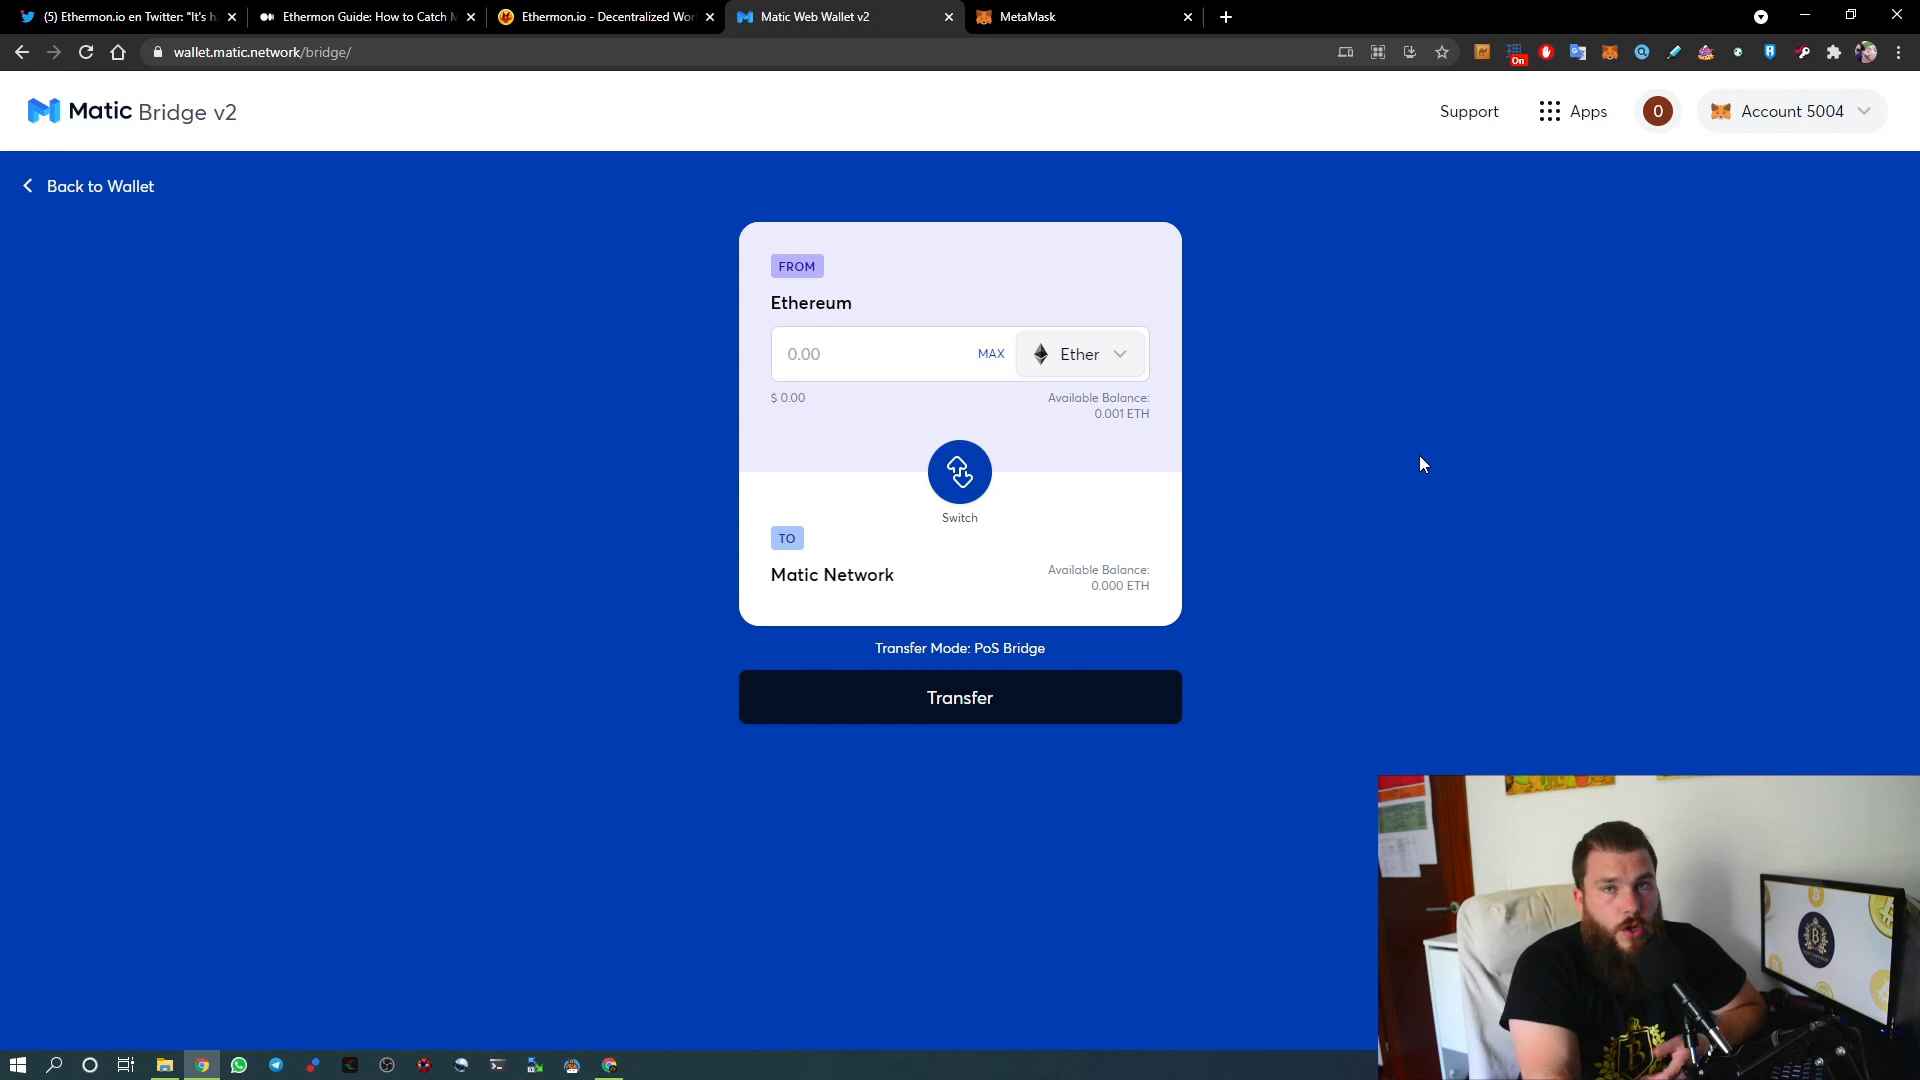 (5) Ethermon.io en Twitter: "It's h
Ethermon Guide: How to Catch M
Ethermon.io - Decentralized Wor
Matic Web Wallet v2
MetaMask
wallet.matic.network/bridge/
On
Matic Bridge v2
Support
Apps
0
Account 5004
Back to Wallet
FROM
Ethereum
0.00
MAX
Ether
$ 0.00
Available Balance:
0.001 ETH
Switch
TO
Matic Network
Available Balance:
0.000 ETH
Transfer Mode: PoS Bridge
Transfer